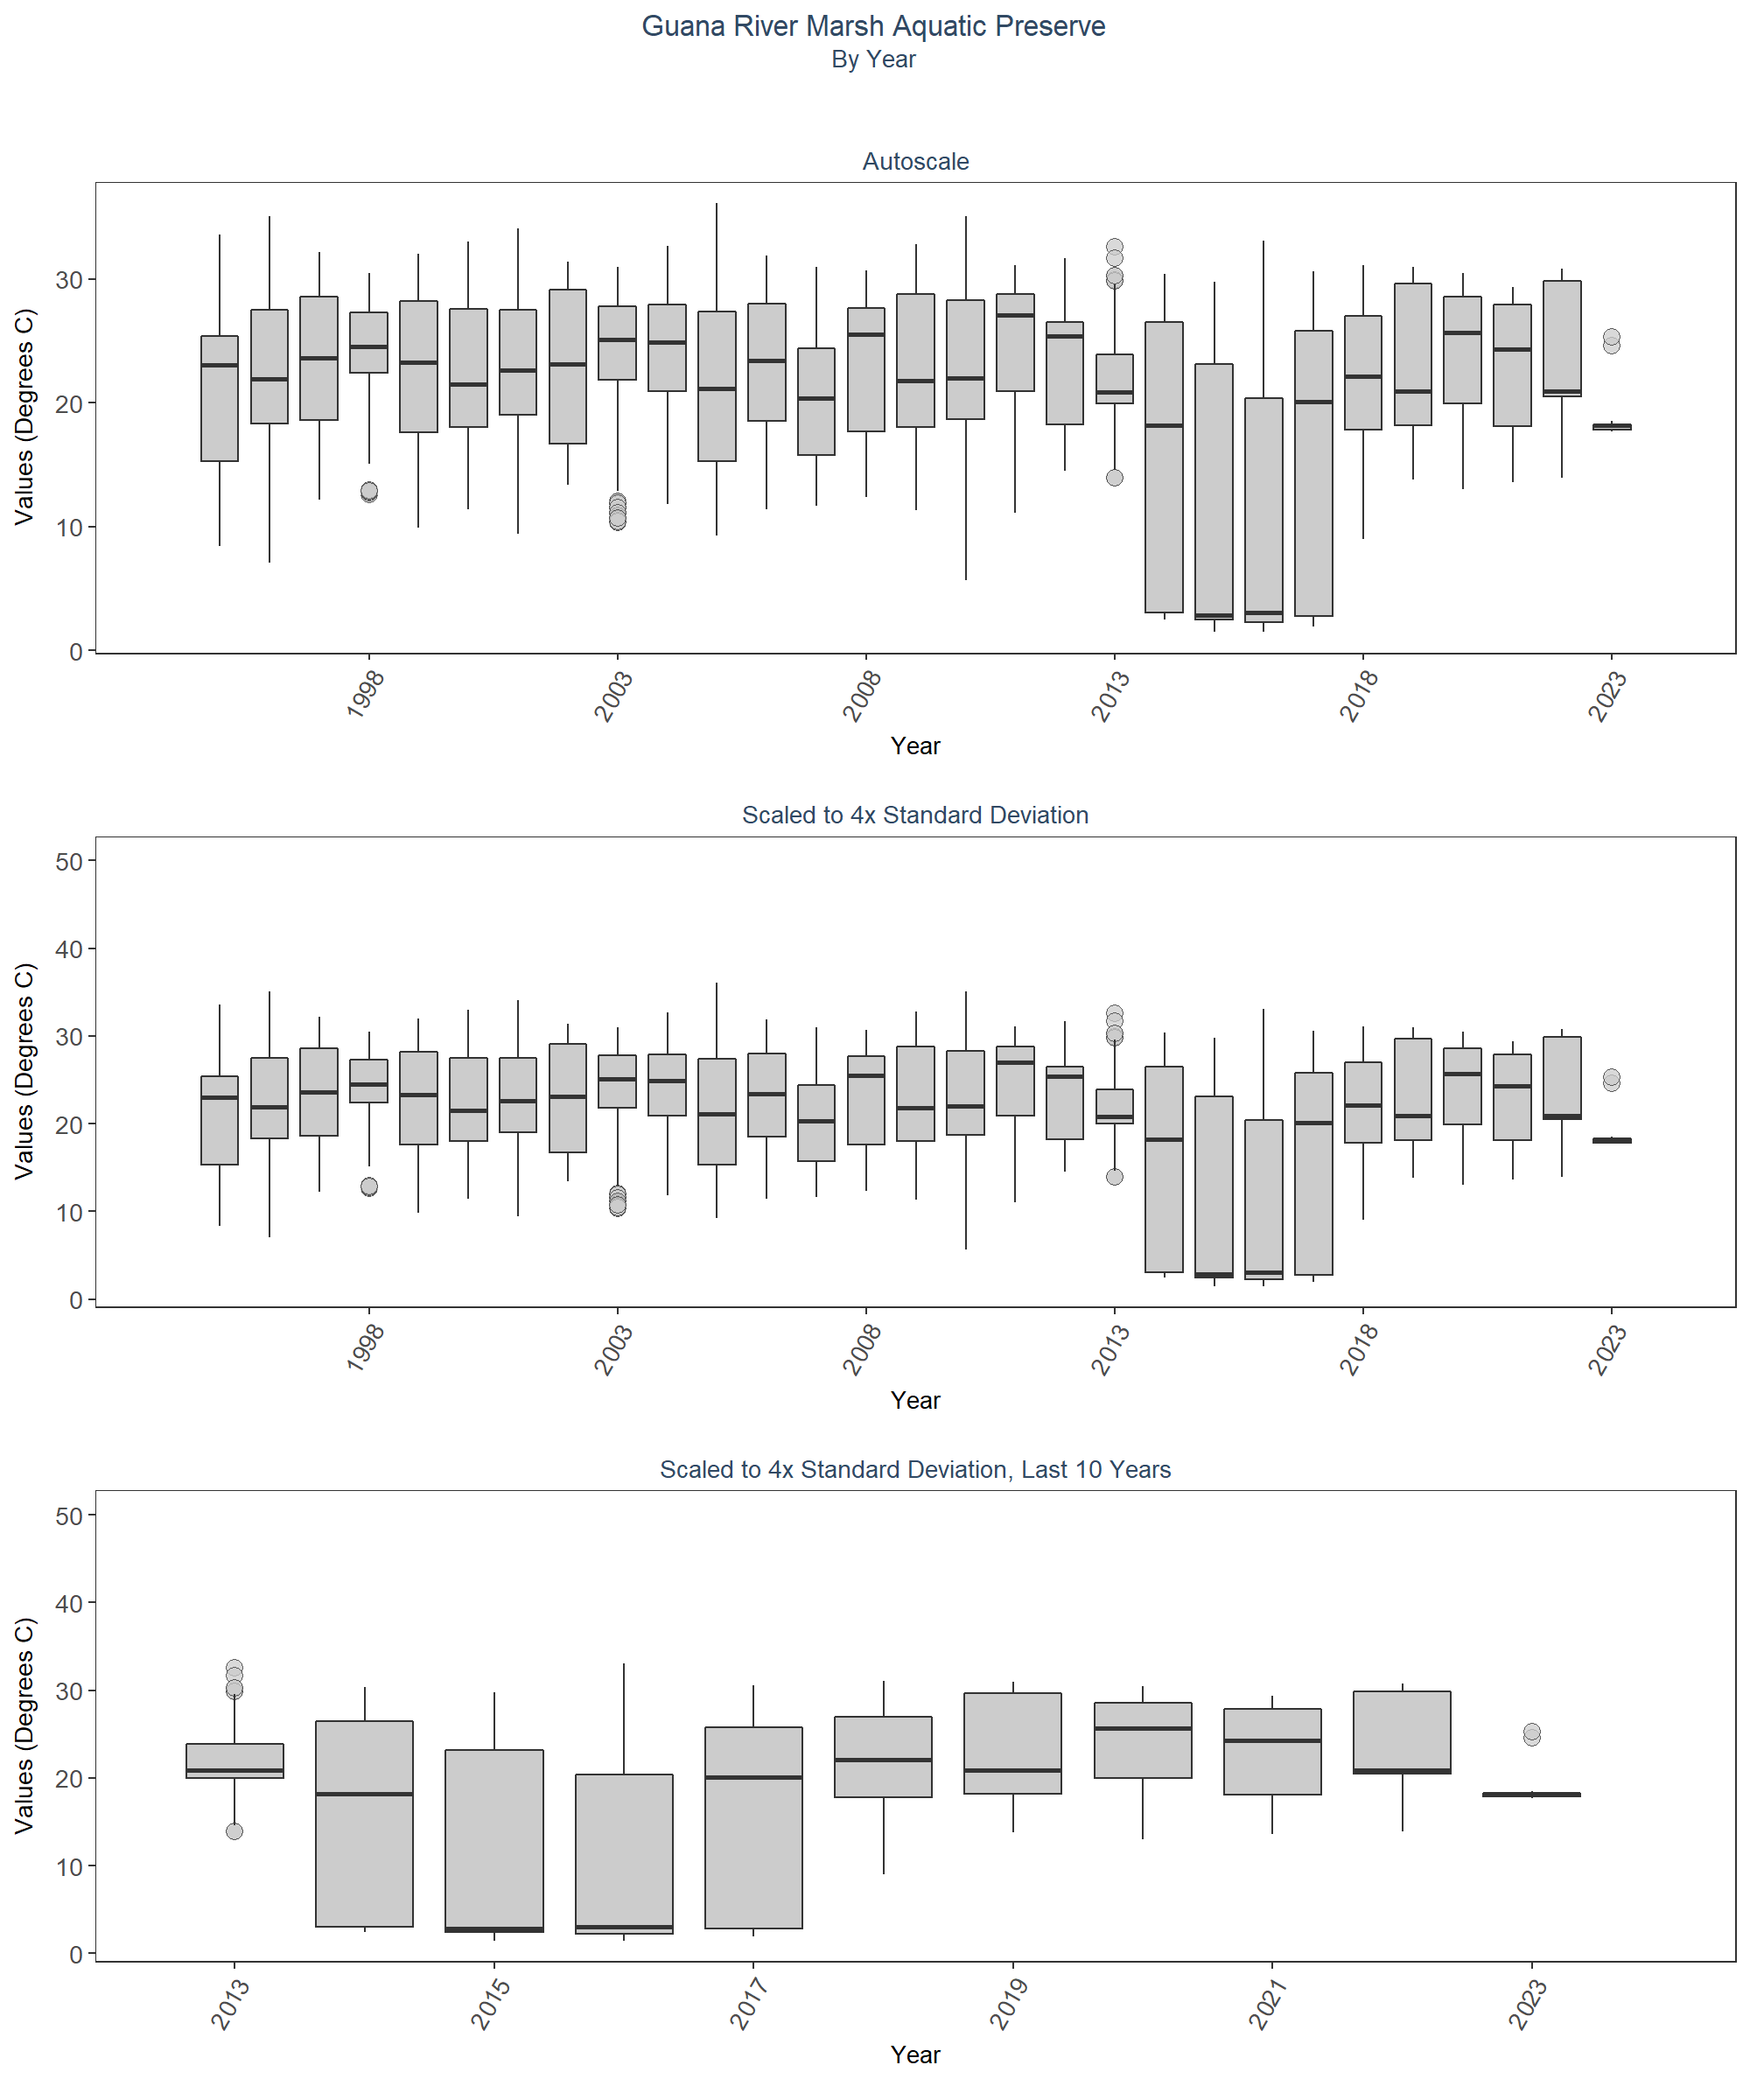 Guana River Marsh Aquatic Preserve
By Year
Autoscale
Values (Degrees C)
30
20
10
0
1998 2003 2008 2013 2018 2023
Year
Scaled to 4x Standard Deviation
Values (Degrees C)
50
40
30
20
10
0
1998 2003 2008 2013 2018 2023
Year
Scaled to 4x Standard Deviation, Last 10 Years
Values (Degrees C)
50
40
30
20
10
0
2013 2015 2017 2019 2021 2023
Year